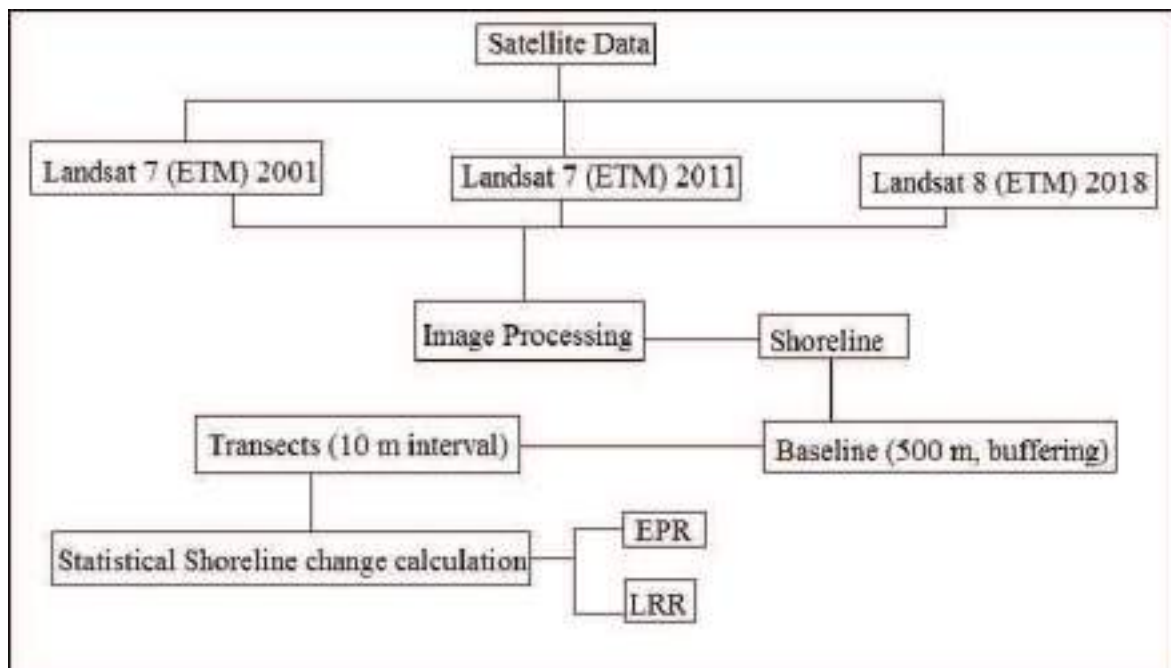 Satellite Data
Landsat 7 (ETM) 2001
Landsat 7 (ETM) 2011
Landsat 8 (ETM) 2018
Image Processing
Shoreline
Transects (10 m interval)
Baseline (500 m, buffering)
Statistical Shoreline change calculation
EPR
LRR